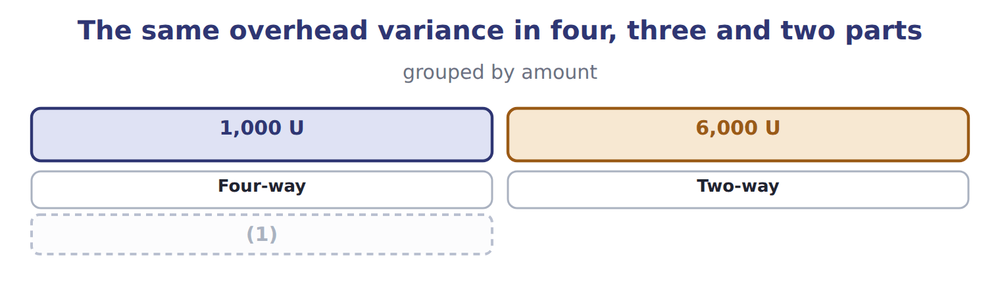 The same overhead variance in four, three and two parts
grouped by amount
1,000 U
6,000 U
Four-way
Two-way
(1)